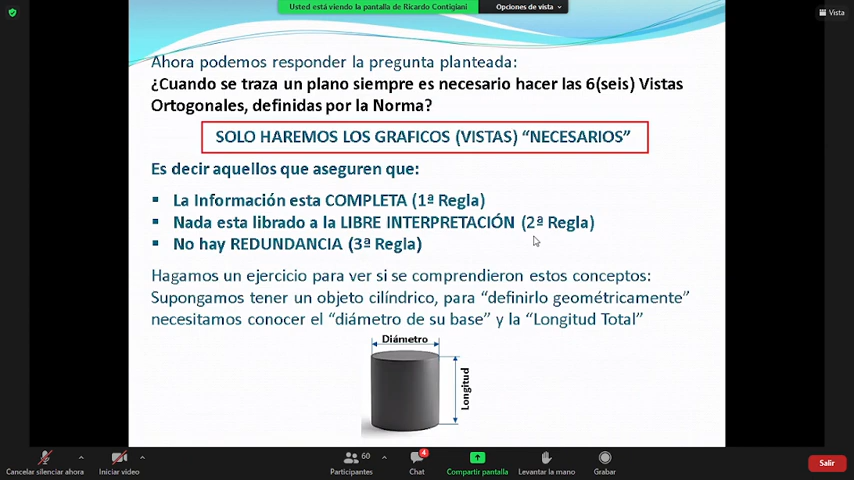 Usted está viendo la pantalla de Ricardo Contigiani
Opciones de vista
Vista
Ahora podemos responder la pregunta planteada:
¿Cuando se traza un plano siempre es necesario hacer las 6(seis) Vistas
Ortogonales, definidas por la Norma?
SOLO HAREMOS LOS GRAFICOS (VISTAS) “NECESARIOS”
Es decir aquellos que aseguren que:
La Información esta COMPLETA (1ª Regla)
Nada esta librado a la LIBRE INTERPRETACIÓN (2ª Regla)
No hay REDUNDANCIA (3ª Regla)
Hagamos un ejercicio para ver si se comprendieron estos conceptos:
Supongamos tener un objeto cilíndrico, para “definirlo geométricamente”
necesitamos conocer el “diámetro de su base” y la “Longitud Total”
Diámetro
Longitud
60
4
Cancelar silenciar ahora
Iniciar video
Participantes
Chat
Compartir pantalla
Levantar la mano
Grabar
Salir